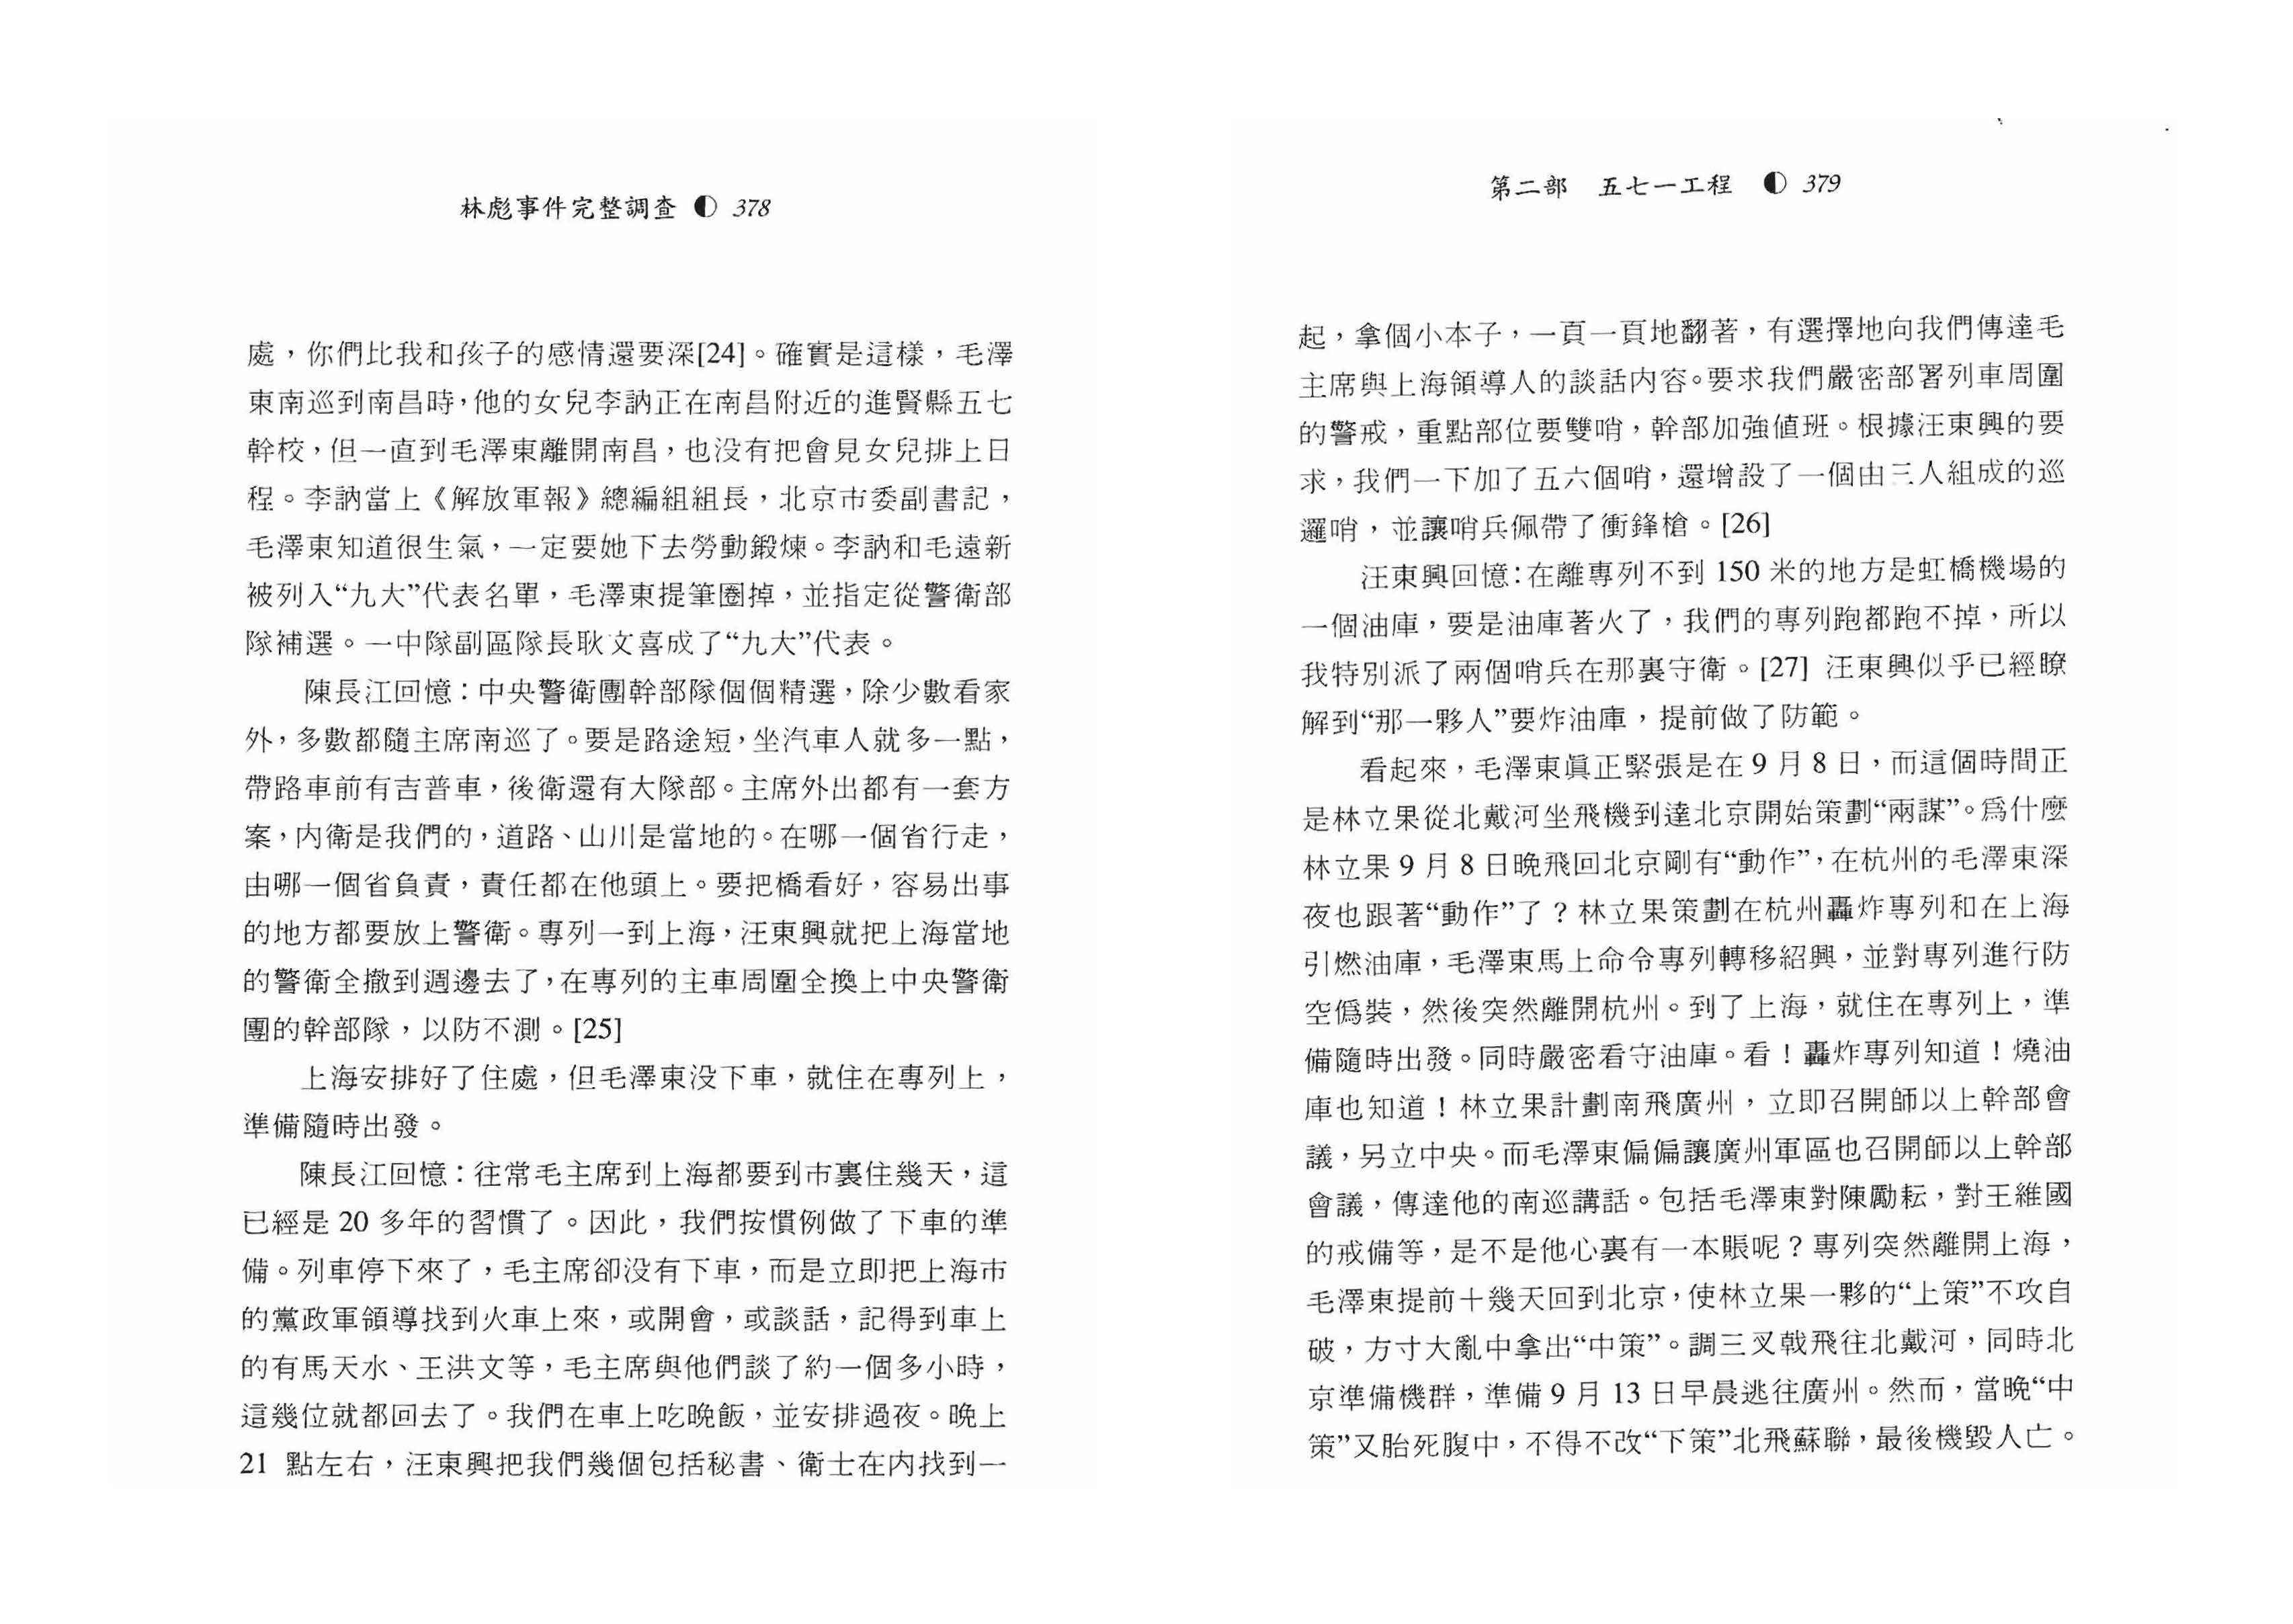 林彪事件完整調查 ◐ 378
處，你們比我和孩子的感情還要深[24]。確實是這樣，毛澤
東南巡到南昌時，他的女兒李訥正在南昌附近的進賢縣五七
幹校，但一直到毛澤東離開南昌，也没有把會見女兒排上日
程。李訥當上《解放軍報》總編組組長，北京市委副書記，
毛澤東知道很生氣，一定要她下去勞動鍛煉。李訥和毛遠新
被列入“九大”代表名單，毛澤東提筆圈掉，並指定從警衛部
隊補選。一中隊副區隊長耿文喜成了“九大”代表。
陳長江回憶：中央警衛團幹部隊個個精選，除少數看家
外，多數都隨主席南巡了。要是路途短，坐汽車人就多一點，
帶路車前有吉普車，後衛還有大隊部。主席外出都有一套方
案，内衛是我們的，道路、山川是當地的。在哪一個省行走，
由哪一個省負責，責任都在他頭上。要把橋看好，容易出事
的地方都要放上警衛。專列一到上海，汪東興就把上海當地
的警衛全撤到週邊去了，在專列的主車周圍全換上中央警衛
團的幹部隊，以防不測。[25]
上海安排好了住處，但毛澤東没下車，就住在專列上，
準備隨時出發。
陳長江回憶：往常毛主席到上海都要到市裏住幾天，這
已經是 20 多年的習慣了。因此，我們按慣例做了下車的準
備。列車停下來了，毛主席卻没有下車，而是立即把上海市
的黨政軍領導找到火車上來，或開會，或談話，記得到車上
的有馬天水、王洪文等，毛主席與他們談了約一個多小時，
這幾位就都回去了。我們在車上吃晚飯，並安排過夜。晚上
21 點左右，汪東興把我們幾個包括秘書、衛士在内找到一
第二部 五七一工程 ◐ 379
起，拿個小本子，一頁一頁地翻著，有選擇地向我們傳達毛
主席與上海領導人的談話内容。要求我們嚴密部署列車周圍
的警戒，重點部位要雙哨，幹部加強值班。根據汪東興的要
求，我們一下加了五六個哨，還增設了一個由三人組成的巡
邏哨，並讓哨兵佩帶了衝鋒槍。[26]
汪東興回憶：在離專列不到 150 米的地方是虹橋機場的
一個油庫，要是油庫著火了，我們的專列跑都跑不掉，所以
我特別派了兩個哨兵在那裏守衛。[27] 汪東興似乎已經瞭
解到“那一夥人”要炸油庫，提前做了防範。
看起來，毛澤東眞正緊張是在 9 月 8 日，而這個時間正
是林立果從北戴河坐飛機到達北京開始策劃“兩謀”。爲什麼
林立果 9 月 8 日晚飛回北京剛有“動作”，在杭州的毛澤東深
夜也跟著“動作”了？林立果策劃在杭州轟炸專列和在上海
引燃油庫，毛澤東馬上命令專列轉移紹興，並對專列進行防
空僞裝，然後突然離開杭州。到了上海，就住在專列上，準
備隨時出發。同時嚴密看守油庫。看！轟炸專列知道！燒油
庫也知道！林立果計劃南飛廣州，立即召開師以上幹部會
議，另立中央。而毛澤東偏偏讓廣州軍區也召開師以上幹部
會議，傳達他的南巡講話。包括毛澤東對陳勵耘，對王維國
的戒備等，是不是他心裏有一本賬呢？專列突然離開上海，
毛澤東提前十幾天回到北京，使林立果一夥的“上策”不攻自
破，方寸大亂中拿出“中策”。調三叉戟飛往北戴河，同時北
京準備機群，準備 9 月 13 日早晨逃往廣州。然而，當晚“中
策”又胎死腹中，不得不改“下策”北飛蘇聯，最後機毀人亡。